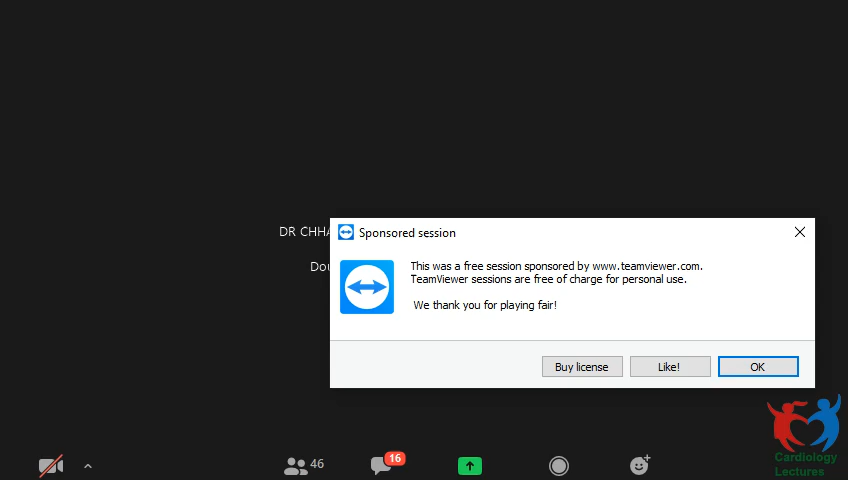 DR CHHA
Dou
Sponsored session
This was a free session sponsored by www.teamviewer.com.
TeamViewer sessions are free of charge for personal use.
We thank you for playing fair!
Buy license
Like!
OK
46
16
Cardiology
Lectures